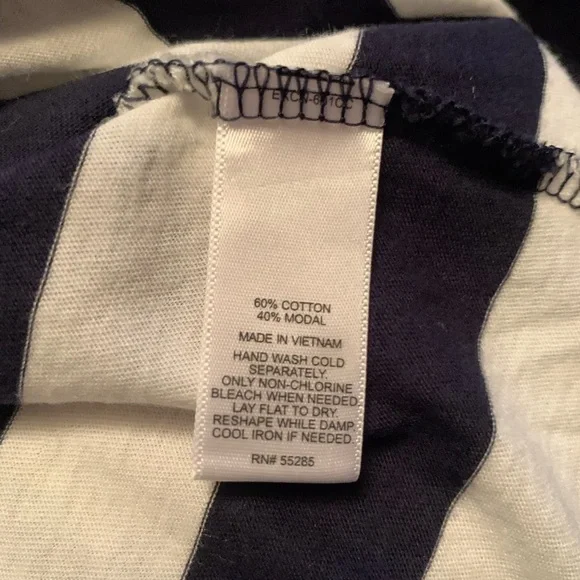 60% COTTON
40% MODAL
MADE IN VIETNAM
HAND WASH COLD
SEPARATELY.
ONLY NON-CHLORINE
BLEACH WHEN NEEDED
LAY FLAT TO DRY.
RESHAPE WHILE DAMP.
COOL IRON IF NEEDED.
RN# 55285